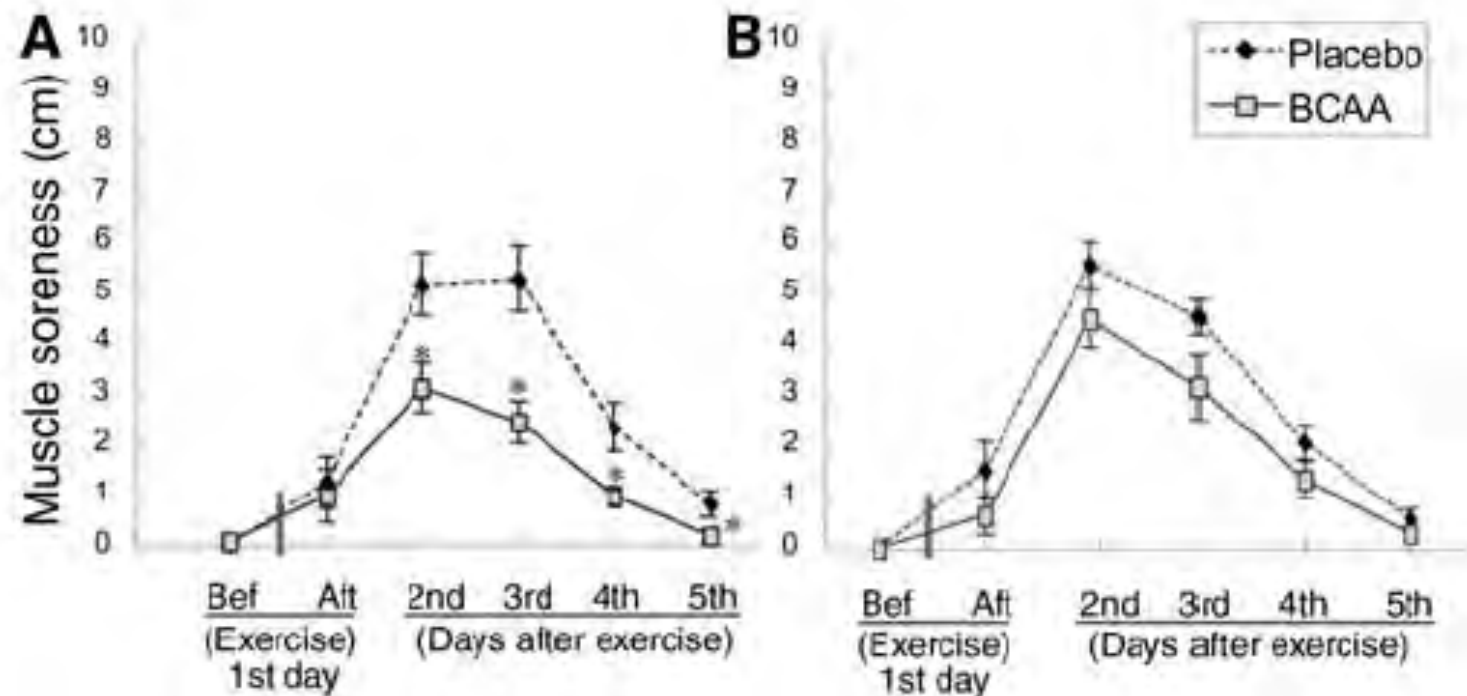 A
B
Placebo
BCAA
Muscle soreness (cm)
10
9
8
7
6
5
4
3
2
1
0
*
*
*
*
Bef Aft 2nd 3rd 4th 5th
(Exercise) (Days after exercise)
1st day
10
9
8
7
6
5
4
3
2
1
0
Bef Aft 2nd 3rd 4th 5th
(Exercise) (Days after exercise)
1st day